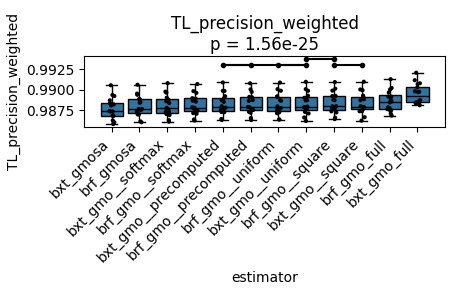 TL_precision_weighted
p = 1.56e-25
TL_precision_weighted
0.9925
0.9900
0.9875
bxt_gmosa
brf_gmosa
bxt_gmo__softmax
brf_gmo__softmax
bxt_gmo__precomputed
brf_gmo__precomputed
brf_gmo__uniform
bxt_gmo__uniform
brf_gmo__square
bxt_gmo__square
brf_gmo_full
bxt_gmo_full
estimator